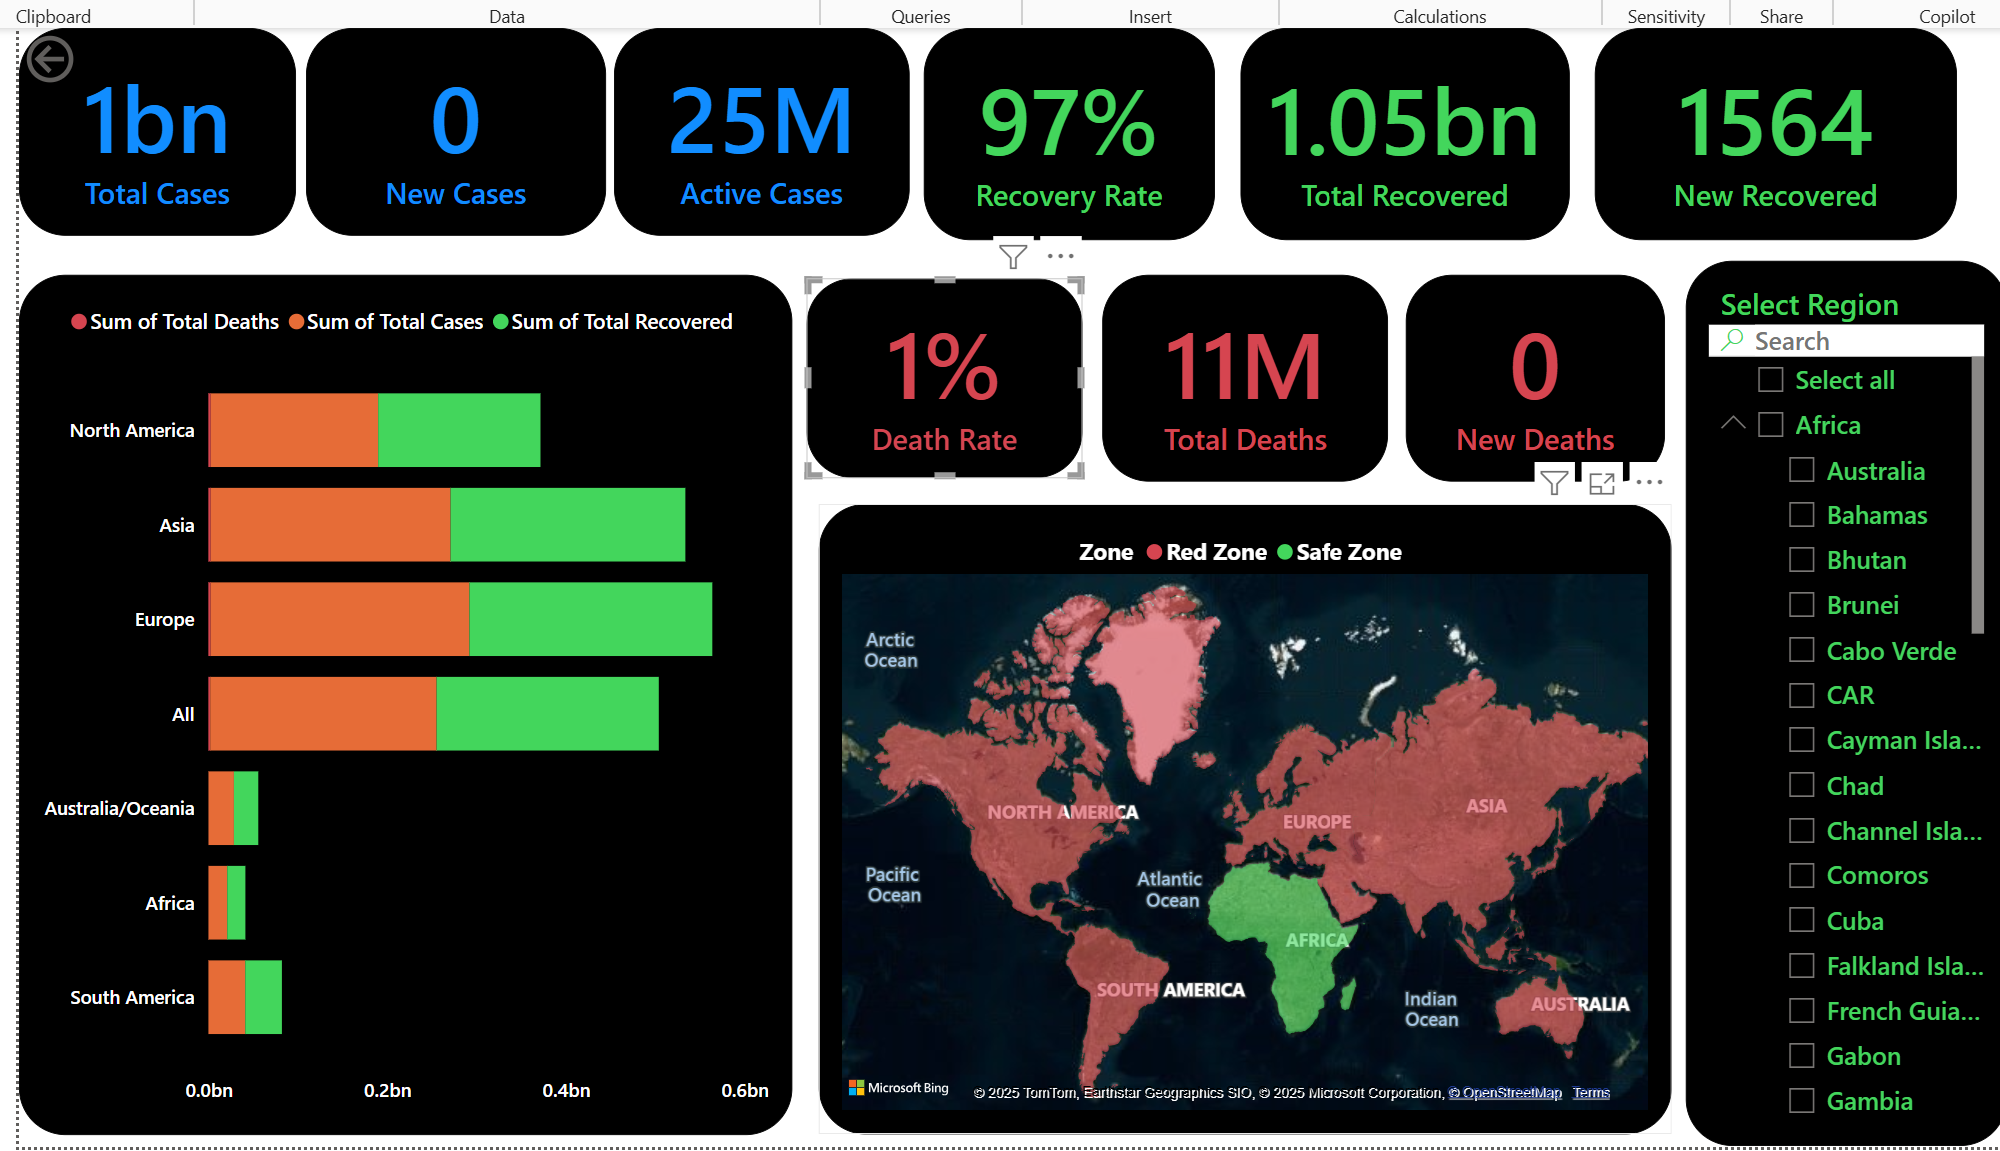 Clipboard Data Queries Insert Calculations Sensitivity Share Copilot
1bn
Total Cases
0
New Cases
25M
Active Cases
97%
Recovery Rate
1.05bn
Total Recovered
1564
New Recovered
Sum of Total Deaths Sum of Total Cases Sum of Total Recovered
North America
Asia
Europe
All
Australia/Oceania
Africa
South America
0.0bn 0.2bn 0.4bn 0.6bn
1%
Death Rate
11M
Total Deaths
0
New Deaths
Zone Red Zone Safe Zone
Arctic
Ocean
NORTH AMERICA
EUROPE
ASIA
Pacific
Ocean
Atlantic
Ocean
AFRICA
SOUTH AMERICA
Indian
Ocean
AUSTRALIA
Microsoft Bing
© 2025 TomTom, Earthstar Geographics SIO, © 2025 Microsoft Corporation, © OpenStreetMap Terms
Select Region
Search
Select all
Africa
Australia
Bahamas
Bhutan
Brunei
Cabo Verde
CAR
Cayman Isla...
Chad
Channel Isla...
Comoros
Cuba
Falkland Isla...
French Guia...
Gabon
Gambia